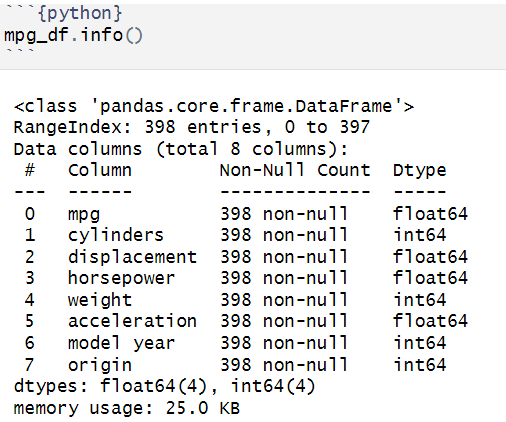 ```{python}
mpg_df.info()
```
<class 'pandas.core.frame.DataFrame'>
RangeIndex: 398 entries, 0 to 397
Data columns (total 8 columns):
 #   Column        Non-Null Count  Dtype
---  ------        --------------  -----
 0   mpg           398 non-null    float64
 1   cylinders     398 non-null    int64
 2   displacement  398 non-null    float64
 3   horsepower    398 non-null    float64
 4   weight        398 non-null    int64
 5   acceleration  398 non-null    float64
 6   model year    398 non-null    int64
 7   origin        398 non-null    int64
dtypes: float64(4), int64(4)
memory usage: 25.0 KB